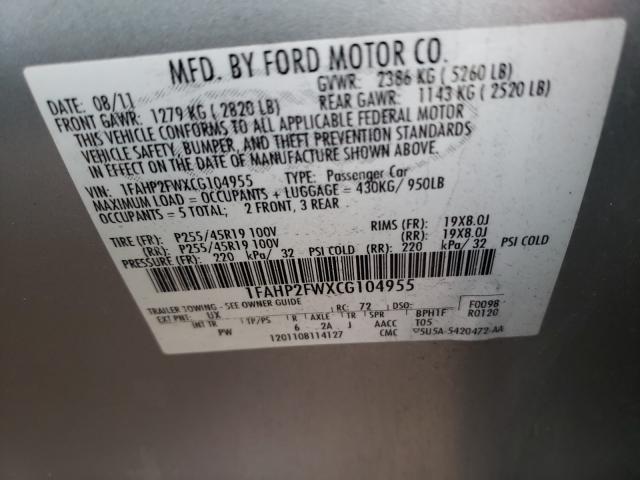 MFD. BY FORD MOTOR CO.
DATE: 08/11 GVWR: 2386 KG ( 5260 LB)
FRONT GAWR: 1279 KG ( 2820 LB) REAR GAWR: 1143 KG ( 2520 LB)
THIS VEHICLE CONFORMS TO ALL APPLICABLE FEDERAL MOTOR
VEHICLE SAFETY, BUMPER, AND THEFT PREVENTION STANDARDS
IN EFFECT ON THE DATE OF MANUFACTURE SHOWN ABOVE.
VIN: 1FAHP2FWXCG104955 TYPE: Passenger Car
MAXIMUM LOAD = OCCUPANTS + LUGGAGE = 430KG/ 950LB
OCCUPANTS = 5 TOTAL; 2 FRONT, 3 REAR
TIRE (FR): P255/45R19 100V RIMS (FR): 19X8.0J
(RR): P255/45R19 100V (RR): 19X8.0J
PRESSURE: (FR): 220 kPa/ 32 PSI COLD (RR): 220 kPa/ 32 PSI COLD
1FAHP2FWXCG104955
TRAILER TOWING - SEE OWNER GUIDE RC: 72 DSO: F0098
EXT PNT: UX R0120
INT TR TP/PS R AXLE TR SPR BPH1F
PW 6 2A J AACC T05
1201108114127 CMC ♡5U5A-5420472-AA